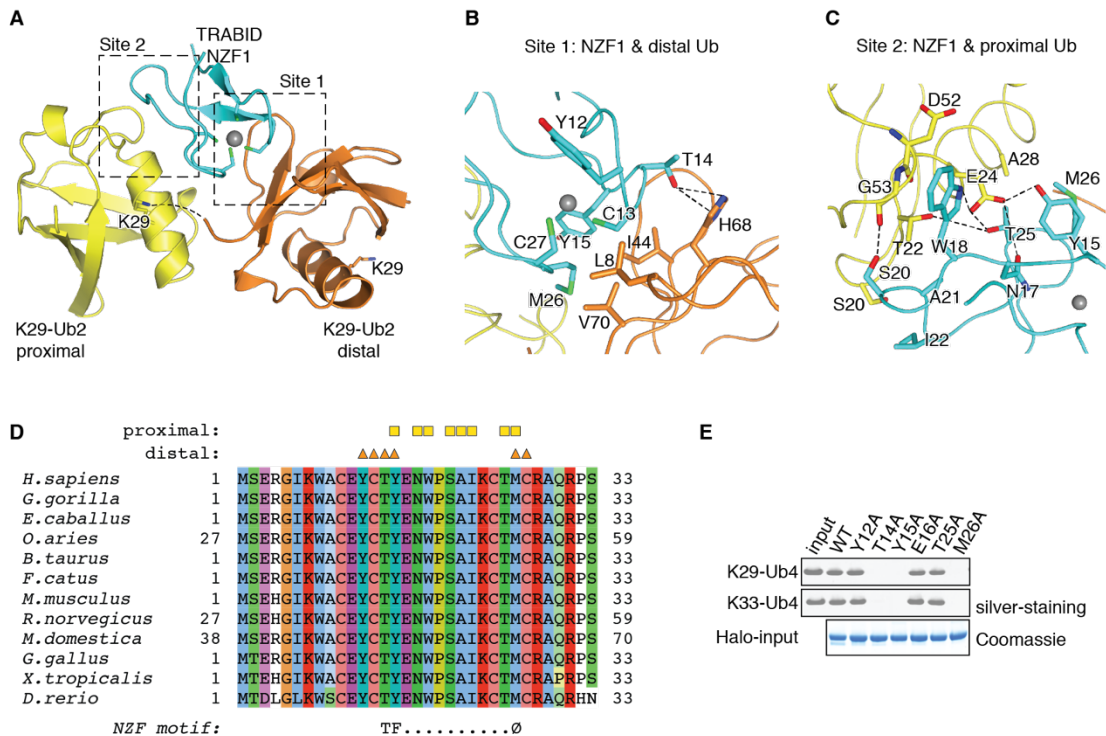 A
Site 2
TRABID
NZF1
Site 1
K29
K29
K29-Ub2
proximal
K29-Ub2
distal
B
Site 1: NZF1 & distal Ub
Y12
T14
C13
C27
Y15
I44
H68
L8
M26
V70
C
Site 2: NZF1 & proximal Ub
D52
A28
E24
G53
M26
T22
T25
W18
Y15
S20
N17
S20
A21
I22
D
proximal:
distal:
H.sapiens 1 MSERGIKWACEYCTYENWPSAIKCTMCRAQRPS 33
G.gorilla 1 MSERGIKWACEYCTYENWPSAIKCTMCRAQRPS 33
E.caballus 1 MSERGIKWACEYCTYENWPSAIKCTMCRAQRPS 33
O.aries 27 MSERGIKWACEYCTYENWPSAIKCTMCRAQRPS 59
B.taurus 1 MSERGIKWACEYCTYENWPSAIKCTMCRAQRPS 33
F.catus 1 MSERGIKWACEYCTYENWPSAIKCTMCRAQRPS 33
M.musculus 1 MSERGIKWACEYCTYENWPSAIKCTMCRAQRPS 33
R.norvegicus 27 MSERGIKWACEYCTYENWPSAIKCTMCRAQRPS 59
M.domestica 38 MSERGIKWACEYCTYENWPSAIKCTMCRAQRPS 70
G.gallus 1 MTERGIKWACEYCTYENWPSAIKCTMCRAQRPS 33
X.tropicalis 1 MTEHGIKWACEYCTYENWPSAIKCTMCRAPRPS 33
D.rerio 1 MTDLGLKWSCEYCTYENWPSAIKCTMCRAQRHN 33
NZF motif: TF..........Ø
E
input WT Y12A T14A Y15A E16A T25A M26A
K29-Ub4
K33-Ub4
silver-staining
Halo-input
Coomassie